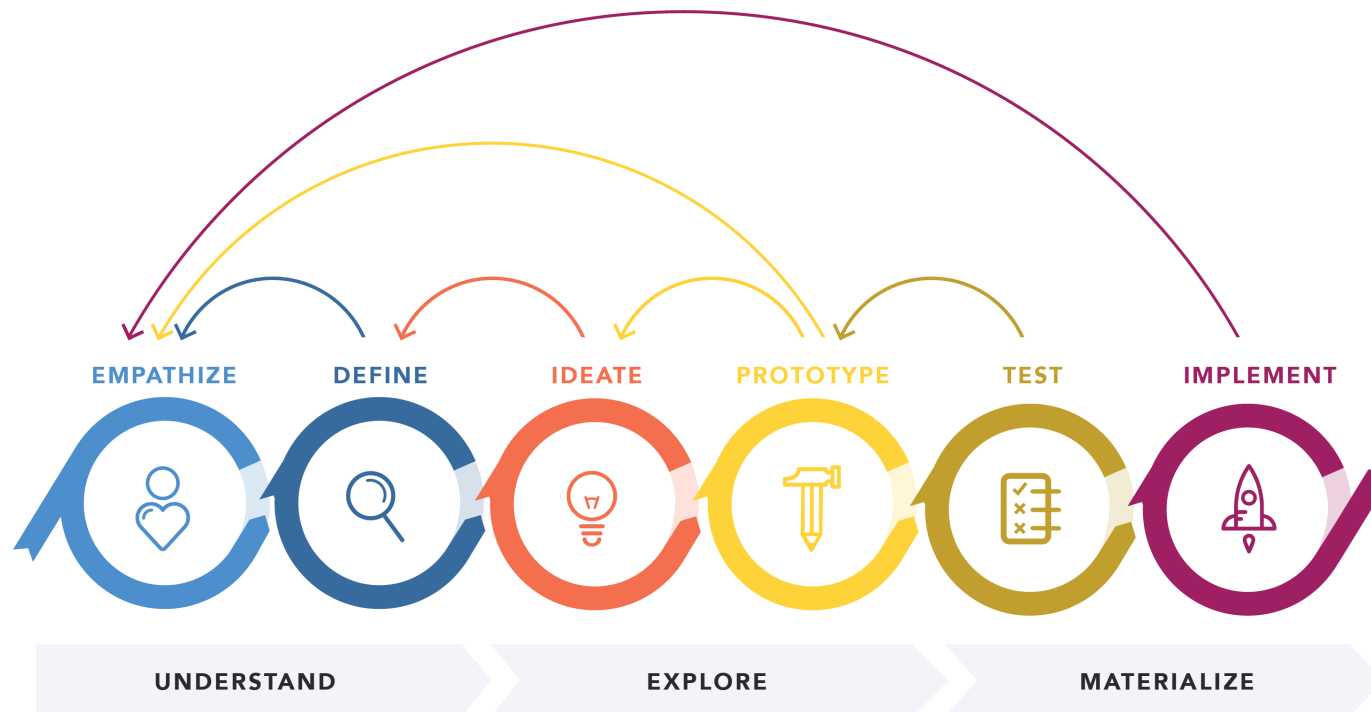 EMPATHIZE
DEFINE
IDEATE
PROTOTYPE
TEST
IMPLEMENT
UNDERSTAND
EXPLORE
MATERIALIZE